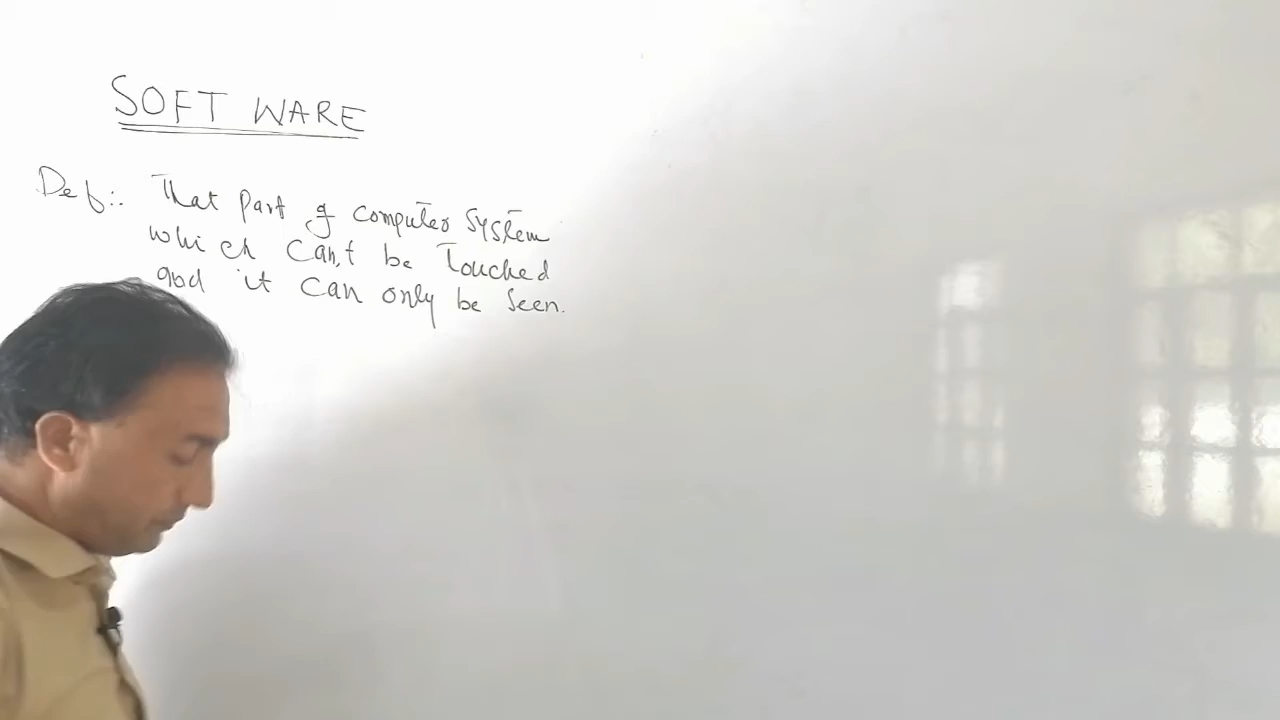 SOFT WARE
Def:. That part of computer System
which can,t be Touched
and it can only be seen.